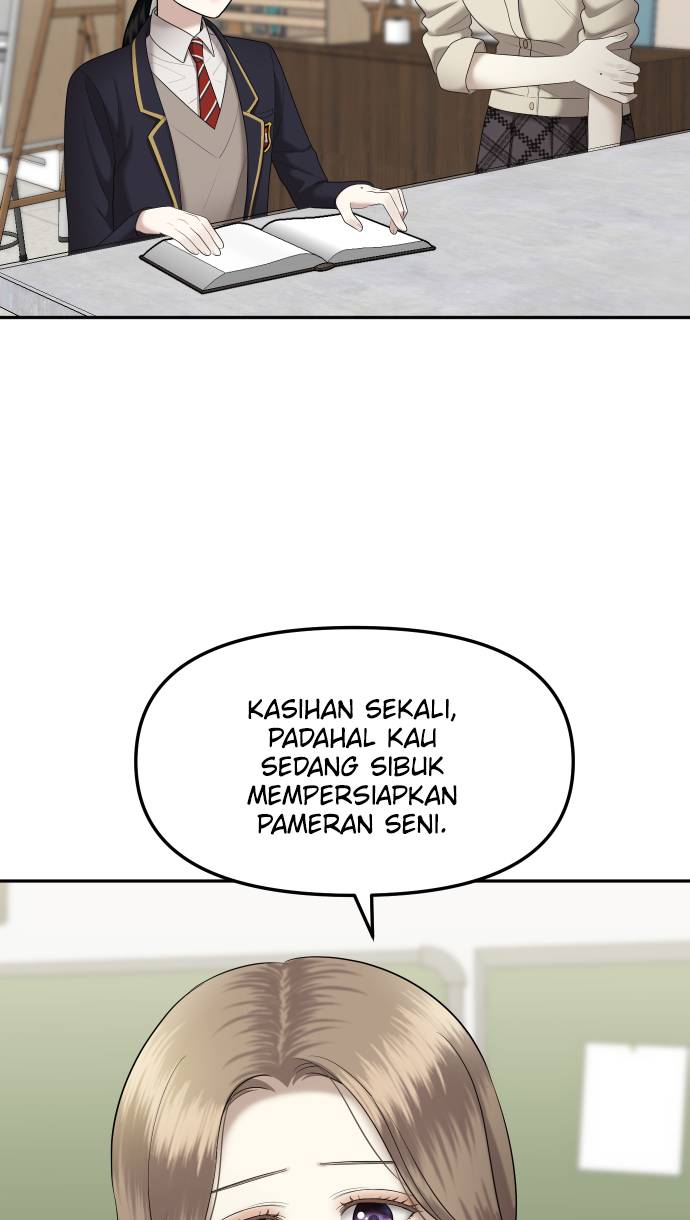 KASIHAN SEKALI,
PADAHAL KAU
SEDANG SIBUK
MEMPERSIAPKAN
PAMERAN SENI.